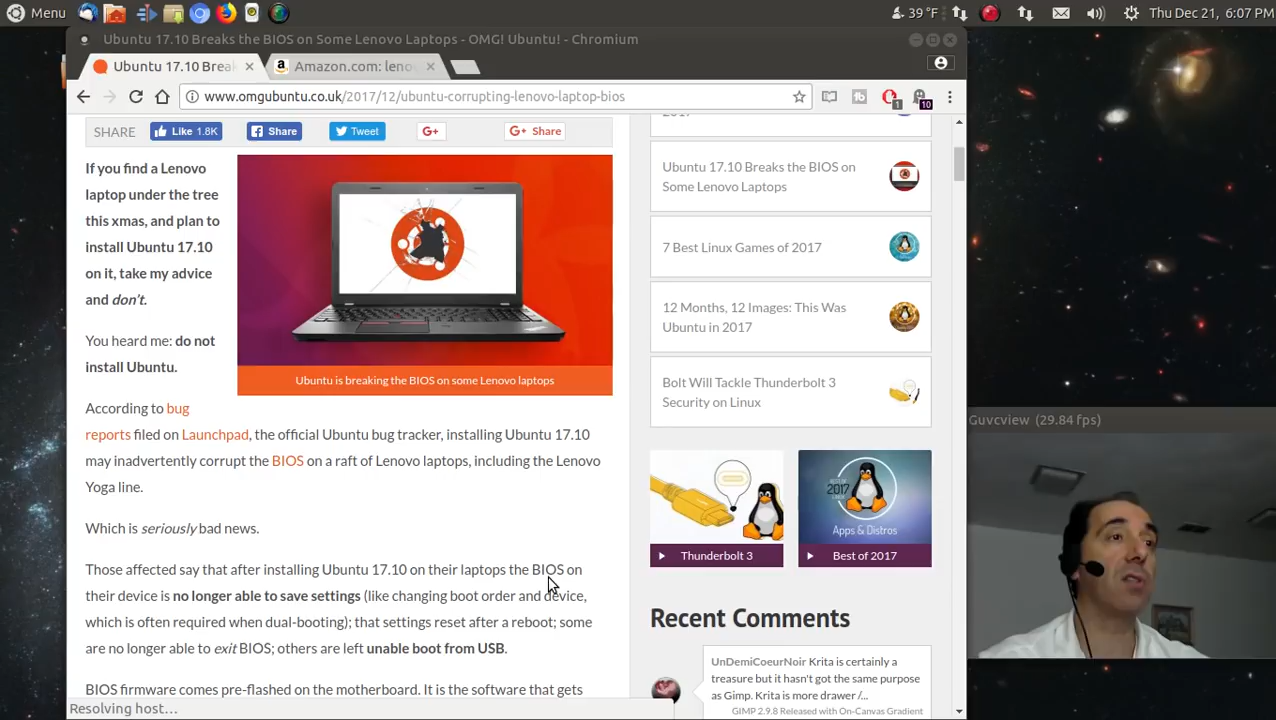 Menu
39 °F
Thu Dec 21, 6:07 PM
Ubuntu 17.10 Breaks the BIOS on Some Lenovo Laptops - OMG! Ubuntu! - Chromium
Ubuntu 17.10 Brea
Amazon.com: leno
www.omgubuntu.co.uk/2017/12/ubuntu-corrupting-lenovo-laptop-bios
1
10
SHARE
Like 1.8K
Share
Tweet
G+
G+ Share
If you find a Lenovo
laptop under the tree
this xmas, and plan to
install Ubuntu 17.10
on it, take my advice
and don't.
You heard me: do not
install Ubuntu.
Ubuntu is breaking the BIOS on some Lenovo laptops
According to bug
reports filed on Launchpad, the official Ubuntu bug tracker, installing Ubuntu 17.10
may inadvertently corrupt the BIOS on a raft of Lenovo laptops, including the Lenovo
Yoga line.
Which is seriously bad news.
Those affected say that after installing Ubuntu 17.10 on their laptops the BIOS on
their device is no longer able to save settings (like changing boot order and device,
which is often required when dual-booting); that settings reset after a reboot; some
are no longer able to exit BIOS; others are left unable boot from USB.
BIOS firmware comes pre-flashed on the motherboard. It is the software that gets
Resolving host…
2017
Ubuntu 17.10 Breaks the BIOS on
Some Lenovo Laptops
7 Best Linux Games of 2017
12 Months, 12 Images: This Was
Ubuntu in 2017
Bolt Will Tackle Thunderbolt 3
Security on Linux
Thunderbolt 3
BEST OF
2017
Apps & Distros
Best of 2017
Recent Comments
UnDemiCoeurNoir Krita is certainly a
treasure but it hasn't got the same purpose
as Gimp. Krita is more drawer /...
GIMP 2.9.8 Released with On-Canvas Gradient
Guvcview (29.84 fps)